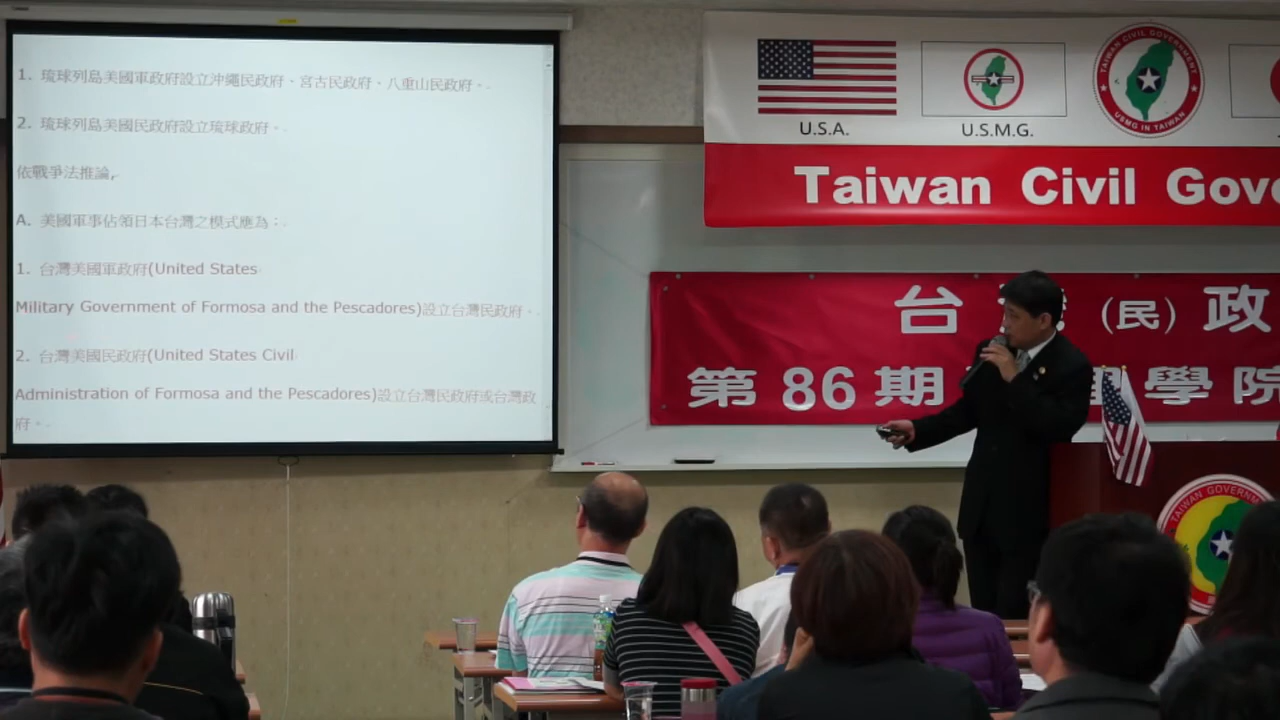 1. 琉球列島美國軍政府設立沖繩民政府、宮古民政府、八重山民政府。
2. 琉球列島美國民政府設立琉球政府。
依戰爭法推論,
A. 美國軍事佔領日本台灣之模式應為：
1. 台灣美國軍政府(United States
Military Government of Formosa and the Pescadores)設立台灣民政府、
2. 台灣美國民政府(United States Civil
Administration of Formosa and the Pescadores)設立台灣民政府或台灣政
府。
U.S.A.
U.S.M.G.
TAIWAN CIVIL GOVERNMENT
USMG IN TAIWAN
Taiwan Civil Gove
台 (民) 政
第 86 期 學 院
TAIWAN GOVERNM